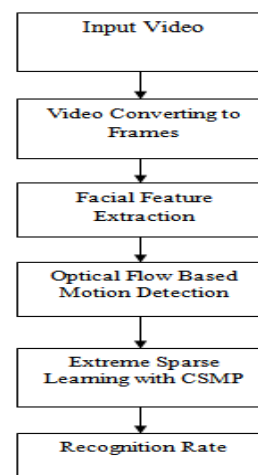 Input Video
Video Converting to
Frames
Facial Feature
Extraction
Optical Flow Based
Motion Detection
Extreme Sparse
Learning with CSMP
Recognition Rate